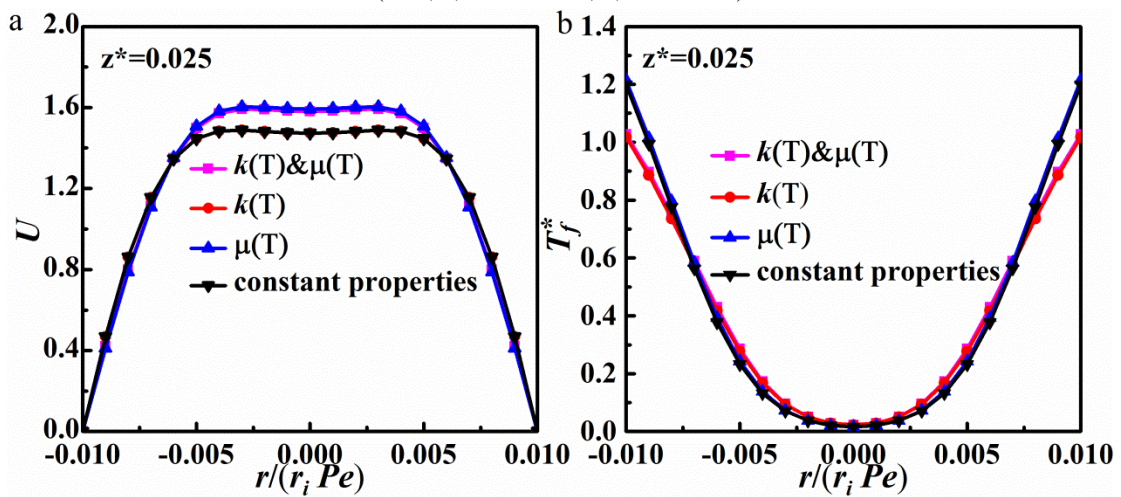 a
2.0
1.6
1.2
0.8
0.4
0.0
U
z*=0.025
k(T)&μ(T)
k(T)
μ(T)
constant properties
-0.010 -0.005 0.000 0.005 0.010
r/(r_i Pe)
b
1.4
1.2
1.0
0.8
0.6
0.4
0.2
0.0
T_f^*
z*=0.025
k(T)&μ(T)
k(T)
μ(T)
constant properties
-0.010 -0.005 0.000 0.005 0.010
r/(r_i Pe)